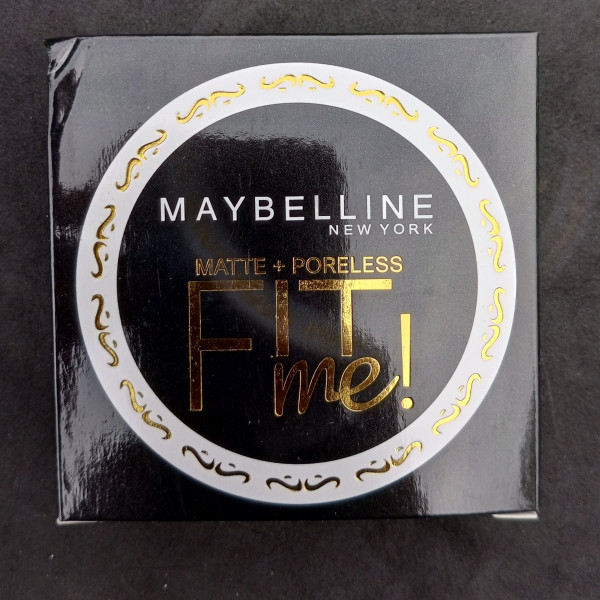 MAYBELLINE
NEW YORK
MATTE + PORELESS
FIT
me!